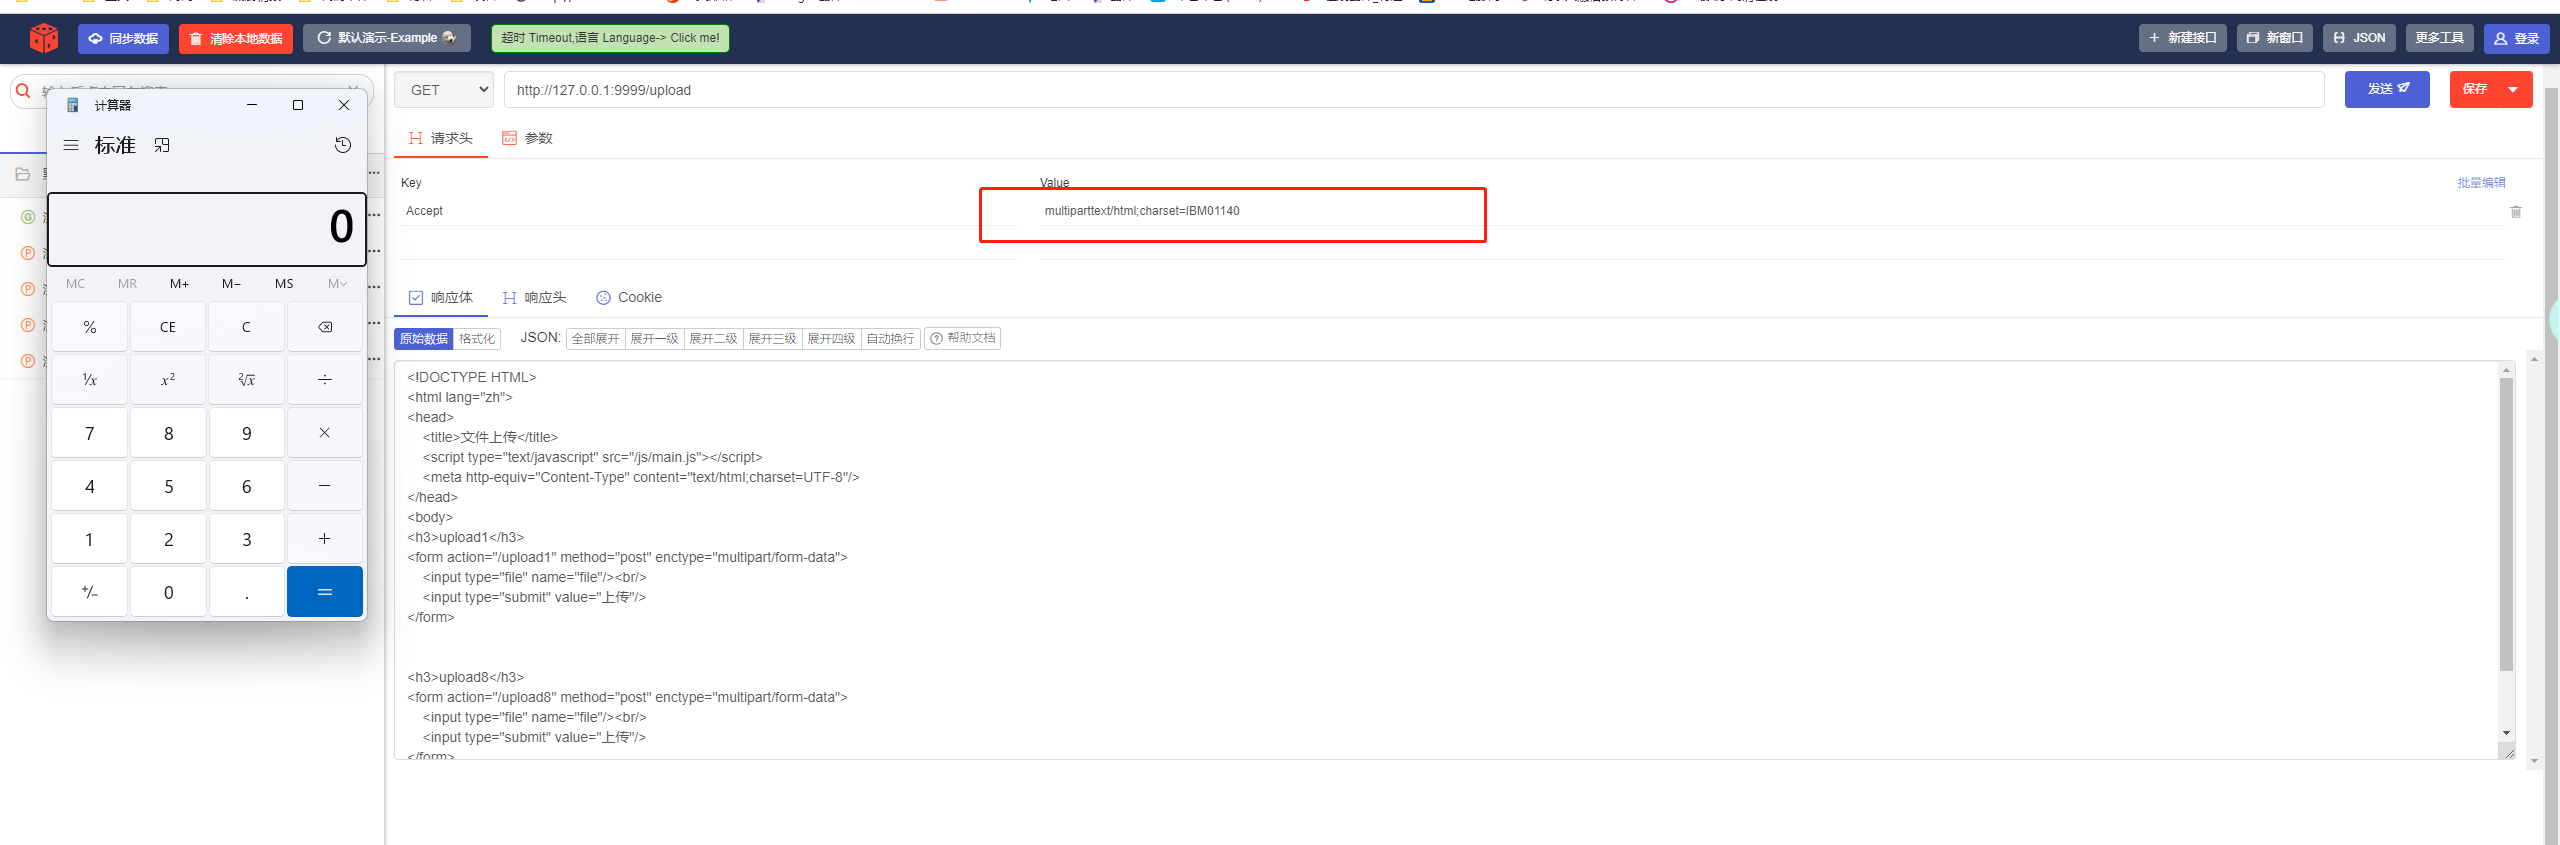 同步数据 清除本地数据 默认演示-Example 超时 Timeout,语言 Language-> Click me! 新建接口 新窗口 JSON 更多工具 登录
GET http://127.0.0.1:9999/upload 发送 保存
计算器
标准
0
MC MR M+ M− MS M
% CE C
¹/x x² ²√x ÷
7 8 9 ×
4 5 6 −
1 2 3 +
+/− 0 . =
请求头 参数
Key Value 批量编辑
Accept multiparttext/html;charset=IBM01140
响应体 响应头 Cookie
原始数据 格式化 JSON: 全部展开 展开一级 展开二级 展开三级 展开四级 自动换行 帮助文档
<!DOCTYPE HTML>
<html lang="zh">
<head>
<title>文件上传</title>
<script type="text/javascript" src="/js/main.js"></script>
<meta http-equiv="Content-Type" content="text/html;charset=UTF-8"/>
</head>
<body>
<h3>upload1</h3>
<form action="/upload1" method="post" enctype="multipart/form-data">
<input type="file" name="file"/><br/>
<input type="submit" value="上传"/>
</form>
<h3>upload8</h3>
<form action="/upload8" method="post" enctype="multipart/form-data">
<input type="file" name="file"/><br/>
<input type="submit" value="上传"/>
</form>